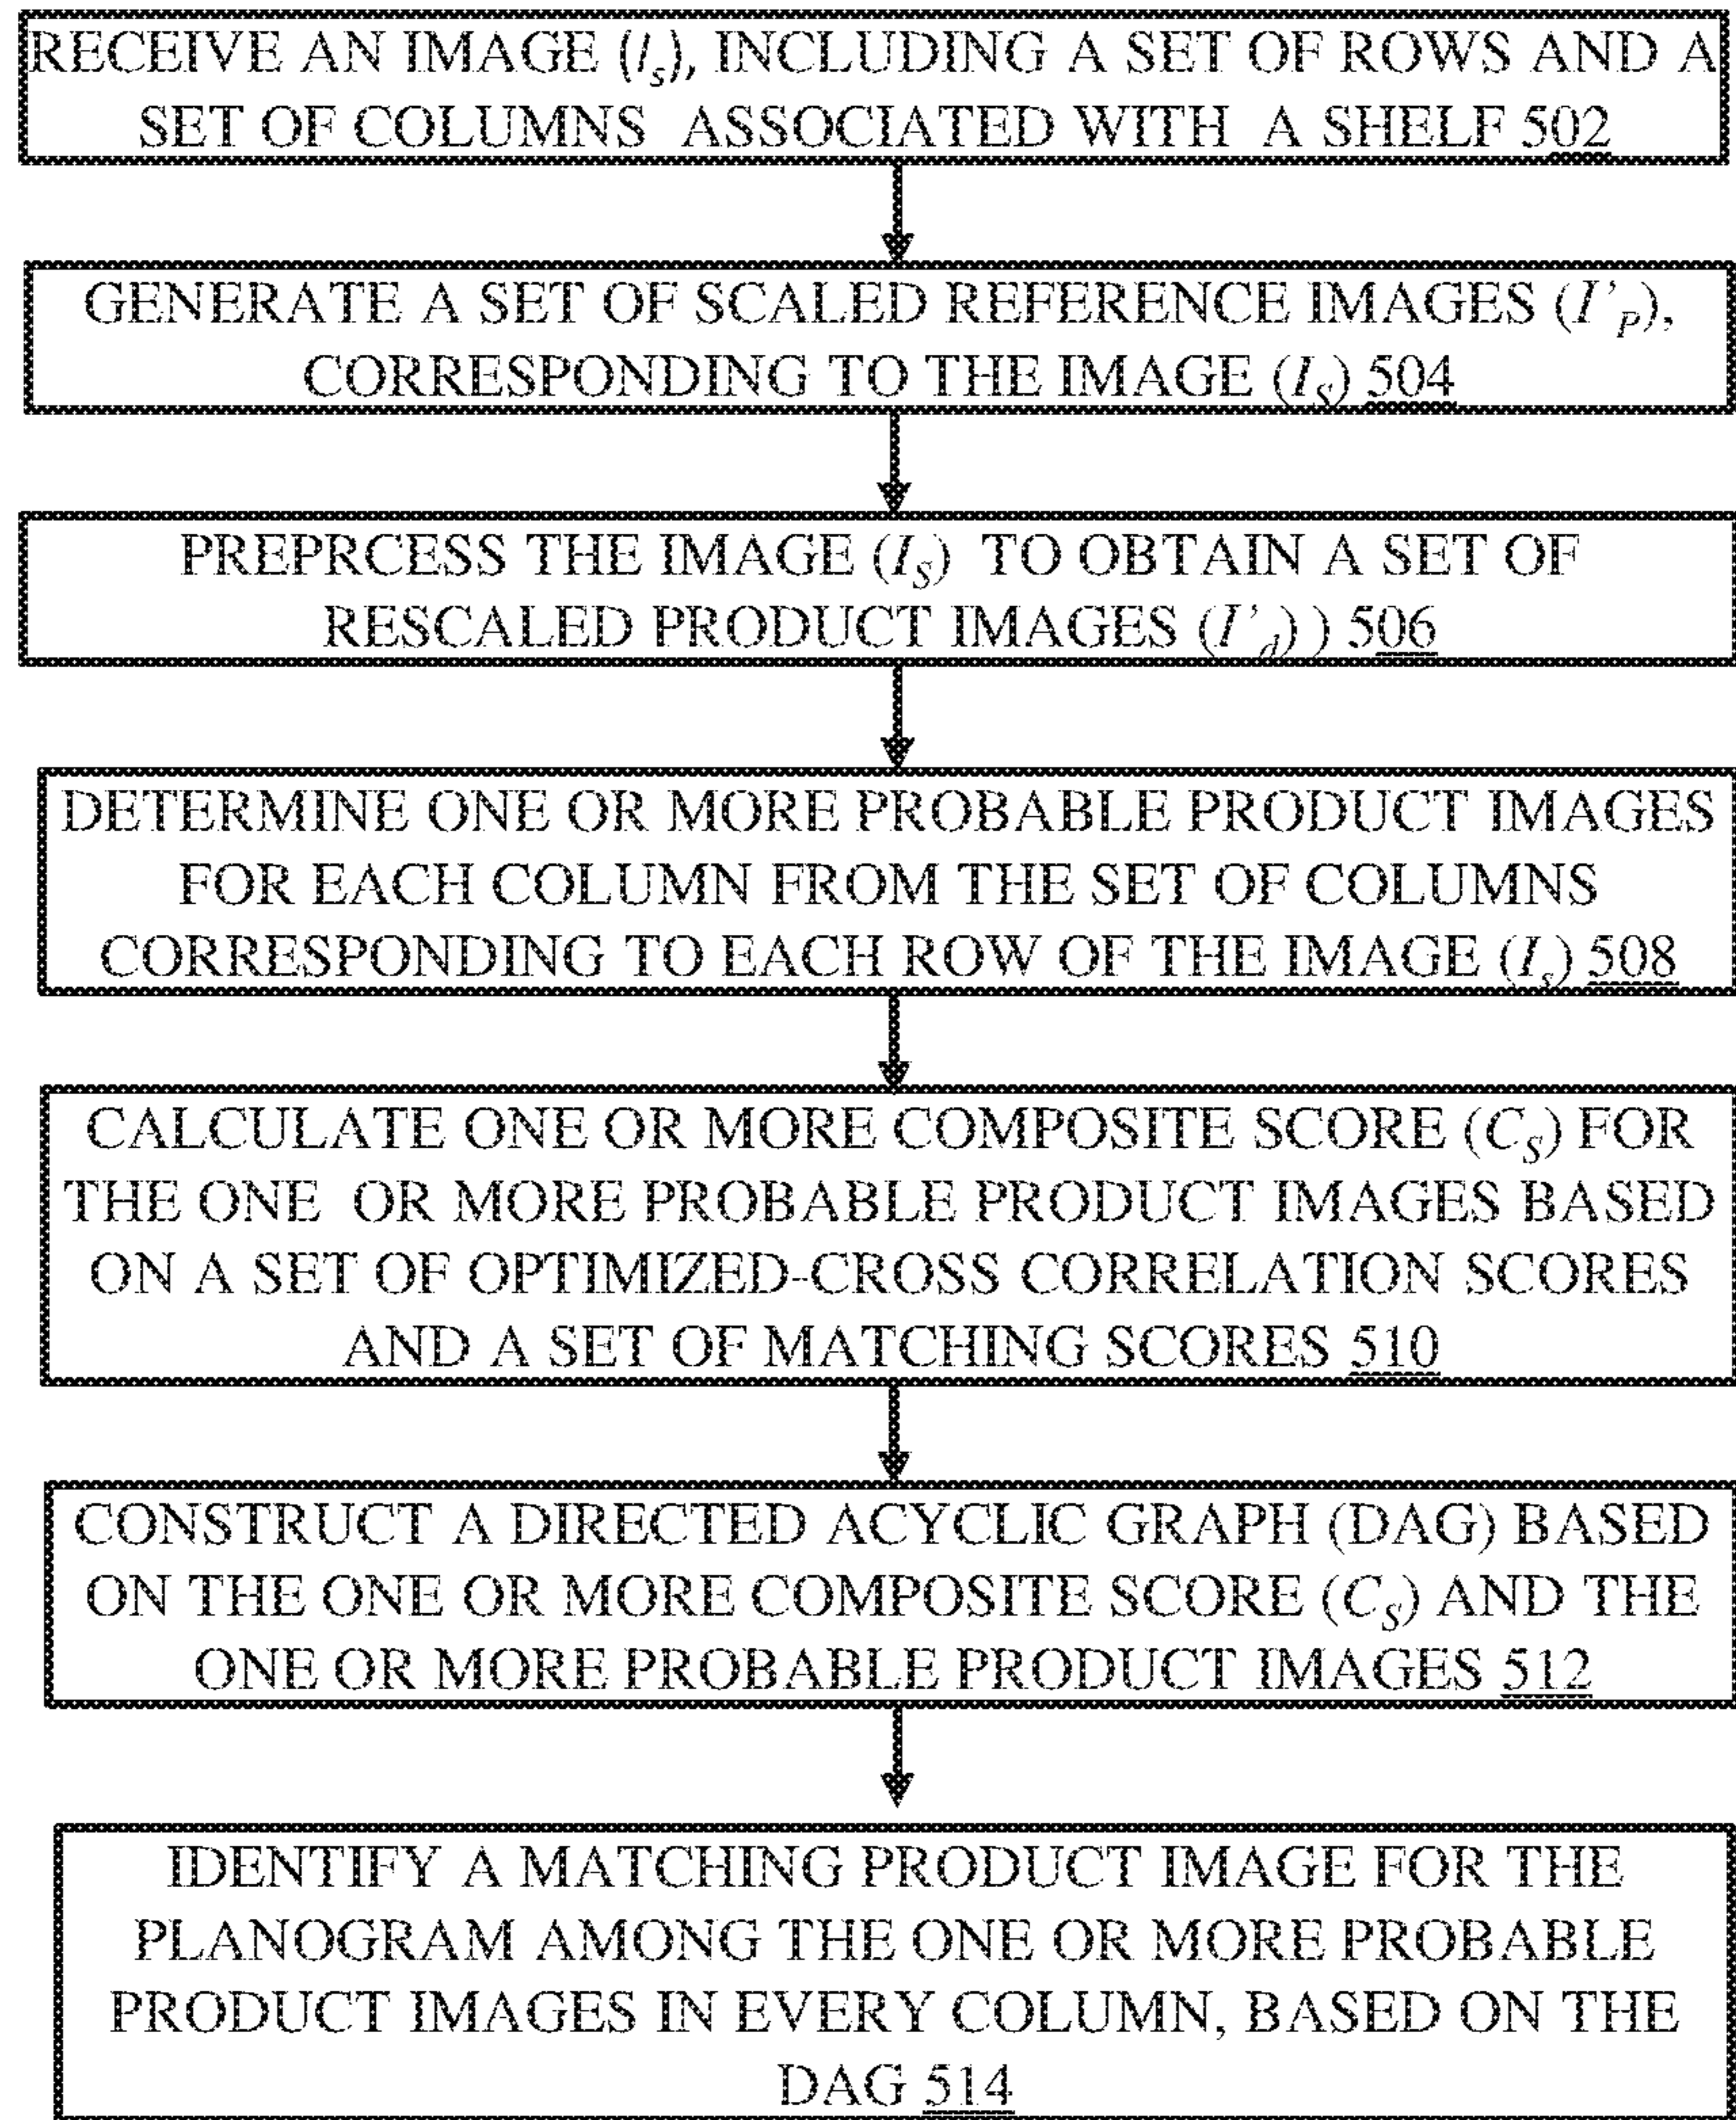 RECEIVE AN IMAGE (Is), INCLUDING A SET OF ROWS AND A
SET OF COLUMNS ASSOCIATED WITH A SHELF 502
GENERATE A SET OF SCALED REFERENCE IMAGES (I’P),
CORRESPONDING TO THE IMAGE (IS) 504
PREPRCESS THE IMAGE (IS) TO OBTAIN A SET OF
RESCALED PRODUCT IMAGES (I’d) ) 506
DETERMINE ONE OR MORE PROBABLE PRODUCT IMAGES
FOR EACH COLUMN FROM THE SET OF COLUMNS
CORRESPONDING TO EACH ROW OF THE IMAGE (Is) 508
CALCULATE ONE OR MORE COMPOSITE SCORE (CS) FOR
THE ONE OR MORE PROBABLE PRODUCT IMAGES BASED
ON A SET OF OPTIMIZED-CROSS CORRELATION SCORES
AND A SET OF MATCHING SCORES 510
CONSTRUCT A DIRECTED ACYCLIC GRAPH (DAG) BASED
ON THE ONE OR MORE COMPOSITE SCORE (CS) AND THE
ONE OR MORE PROBABLE PRODUCT IMAGES 512
IDENTIFY A MATCHING PRODUCT IMAGE FOR THE
PLANOGRAM AMONG THE ONE OR MORE PROBABLE
PRODUCT IMAGES IN EVERY COLUMN, BASED ON THE
DAG 514